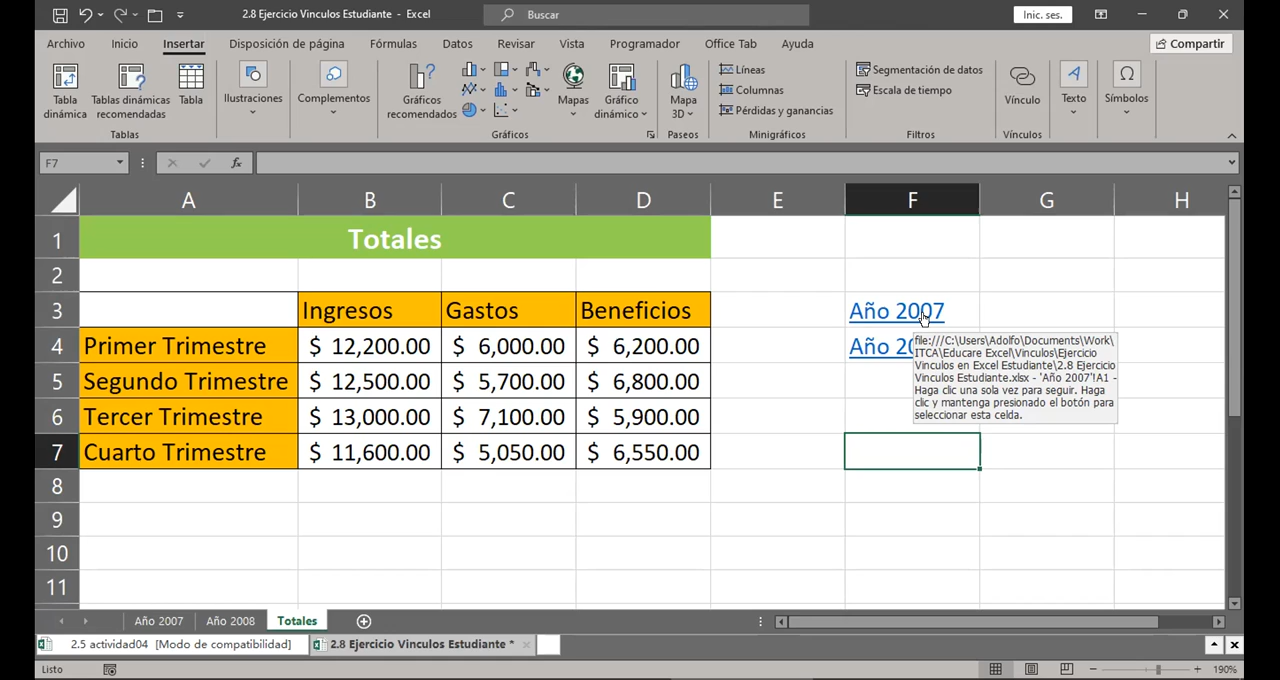 2.8 Ejercicio Vinculos Estudiante - Excel
Buscar
Inic. ses.
Archivo Inicio Insertar Disposición de página Fórmulas Datos Revisar Vista Programador Office Tab Ayuda
Compartir
Tabla dinámica
Tablas dinámicas recomendadas
Tabla
Tablas
Ilustraciones
Complementos
Gráficos recomendados
Mapas
Gráfico dinámico
Gráficos
Mapa 3D
Paseos
Líneas
Columnas
Pérdidas y ganancias
Minigráficos
Segmentación de datos
Escala de tiempo
Filtros
Vínculo
Vínculos
Texto
Símbolos
F7
fx
A B C D E F G H
1 Totales
2
3 Ingresos Gastos Beneficios Año 2007
4 Primer Trimestre $ 12,200.00 $ 6,000.00 $ 6,200.00 Año 20
5 Segundo Trimestre $ 12,500.00 $ 5,700.00 $ 6,800.00
6 Tercer Trimestre $ 13,000.00 $ 7,100.00 $ 5,900.00
7 Cuarto Trimestre $ 11,600.00 $ 5,050.00 $ 6,550.00
8
9
10
11
file:///C:\Users\Adolfo\Documents\Work\
ITCA\Educare Excel\Vinculos\Ejercicio
Vinculos en Excel Estudiante\2.8 Ejercicio
Vinculos Estudiante.xlsx - 'Año 2007'!A1 -
Haga clic una sola vez para seguir. Haga
clic y mantenga presionado el botón para
seleccionar esta celda.
Año 2007 Año 2008 Totales
2.5 actividad04 [Modo de compatibilidad] 2.8 Ejercicio Vinculos Estudiante *
Listo
190%